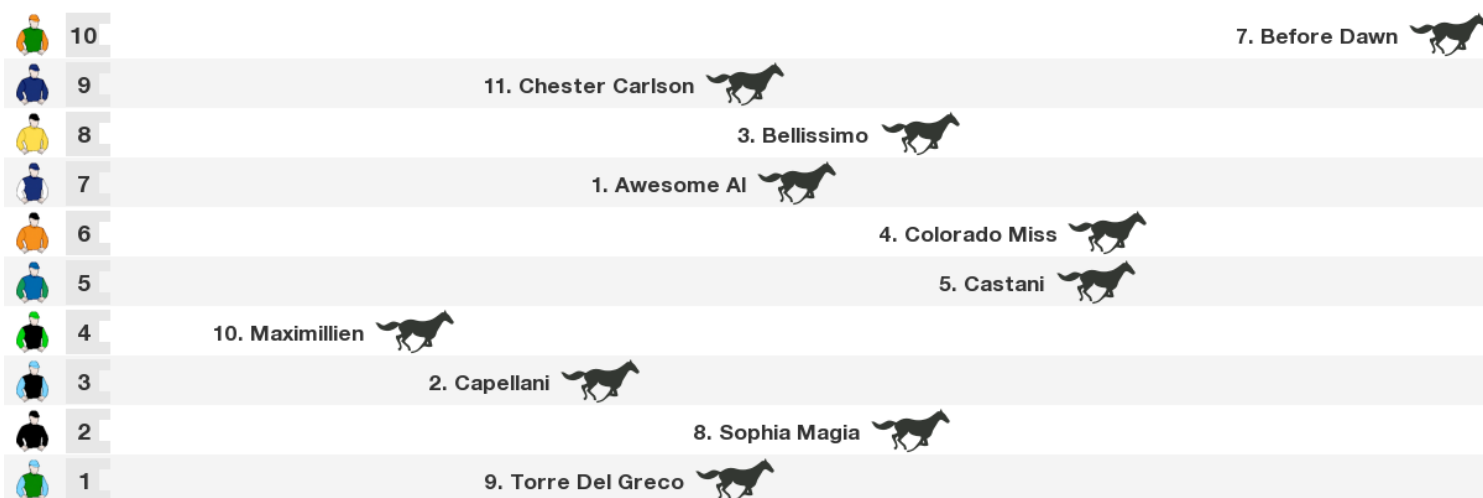 10 7. Before Dawn
9 11. Chester Carlson
8 3. Bellissimo
7 1. Awesome Al
6 4. Colorado Miss
5 5. Castani
4 10. Maximillien
3 2. Capellani
2 8. Sophia Magia
1 9. Torre Del Greco